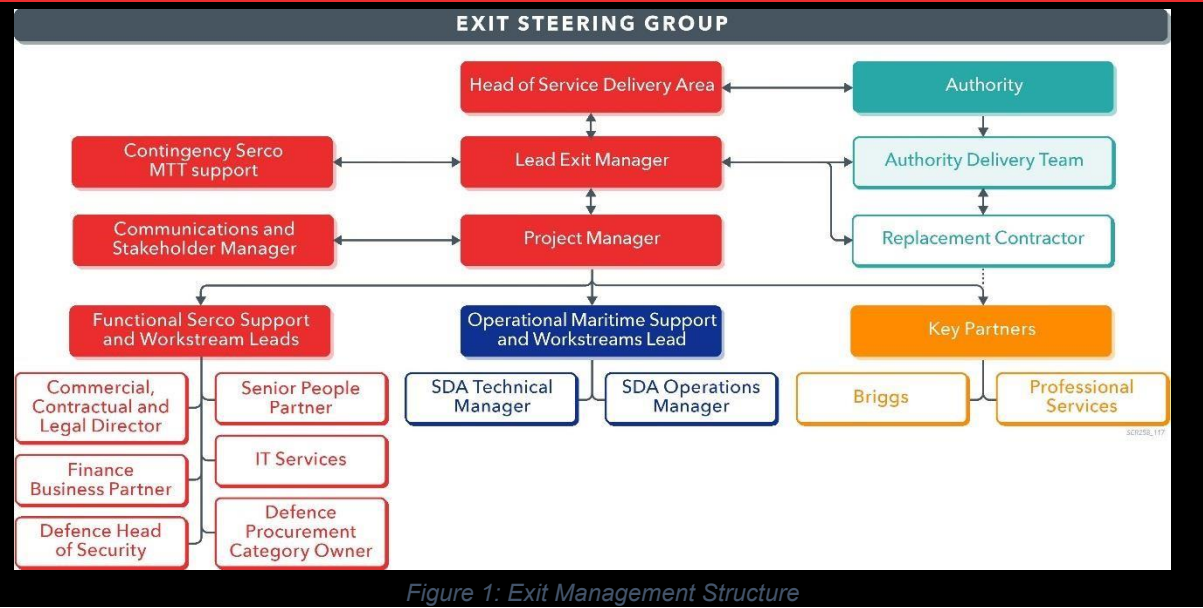 EXIT STEERING GROUP
Head of Service Delivery Area
Authority
Contingency Serco
MTT support
Lead Exit Manager
Authority Delivery Team
Communications and
Stakeholder Manager
Project Manager
Replacement Contractor
Functional Serco Support
and Workstream Leads
Operational Maritime Support
and Workstreams Lead
Key Partners
Commercial,
Contractual and
Legal Director
Senior People
Partner
SDA Technical
Manager
SDA Operations
Manager
Briggs
Professional
Services
SCR258_117
Finance
Business Partner
IT Services
Defence Head
of Security
Defence
Procurement
Category Owner
Figure 1: Exit Management Structure